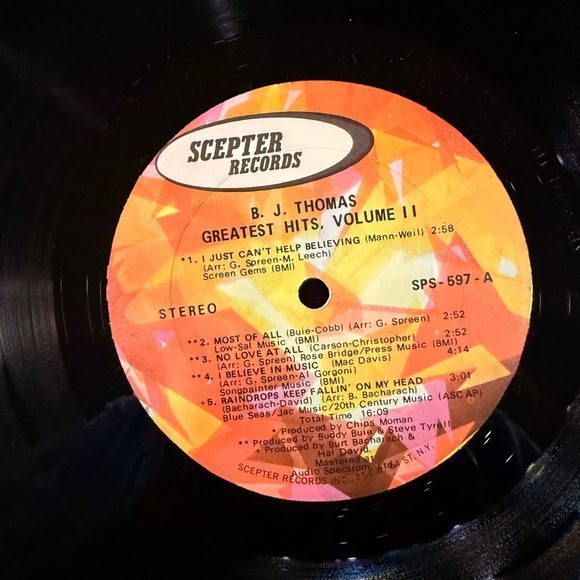 SCEPTER
RECORDS
B. J. THOMAS
GREATEST HITS, VOLUME II
*1. I JUST CAN'T HELP BELIEVING (Mann-Weil) 2:58
(Arr: G. Spreen-M. Leech)
Screen Gems (BMI)
SPS-597-A
STEREO
**2. MOST OF ALL (Buie-Cobb) (Arr: G. Spreen) 2:52
Low-Sal Music (BMI)
**3. NO LOVE AT ALL (Carson-Christopher) 2:52
(Arr: G. Spreen) Rose Bridge/Press Music (BMI)
**4. I BELIEVE IN MUSIC (Mac Davis) 4:14
(Arr: G. Spreen-Al Gorgoni)
Songpainter Music (BMI)
+5. RAINDROPS KEEP FALLIN' ON MY HEAD 3:01
(Bacharach-David) (Arr: B. Bacharach)
Blue Seas/Jac Music/20th Century Music (ASCAP)
Total Time 16:09
* Produced by Chips Moman
** Produced by Buddy Buie & Steve Tyrell
+ Produced by Burt Bacharach &
Hal David
Mastered at
Audio Spectrum, Ltd.
SCEPTER RECORDS INC. 254 W. 54 ST. N.Y.